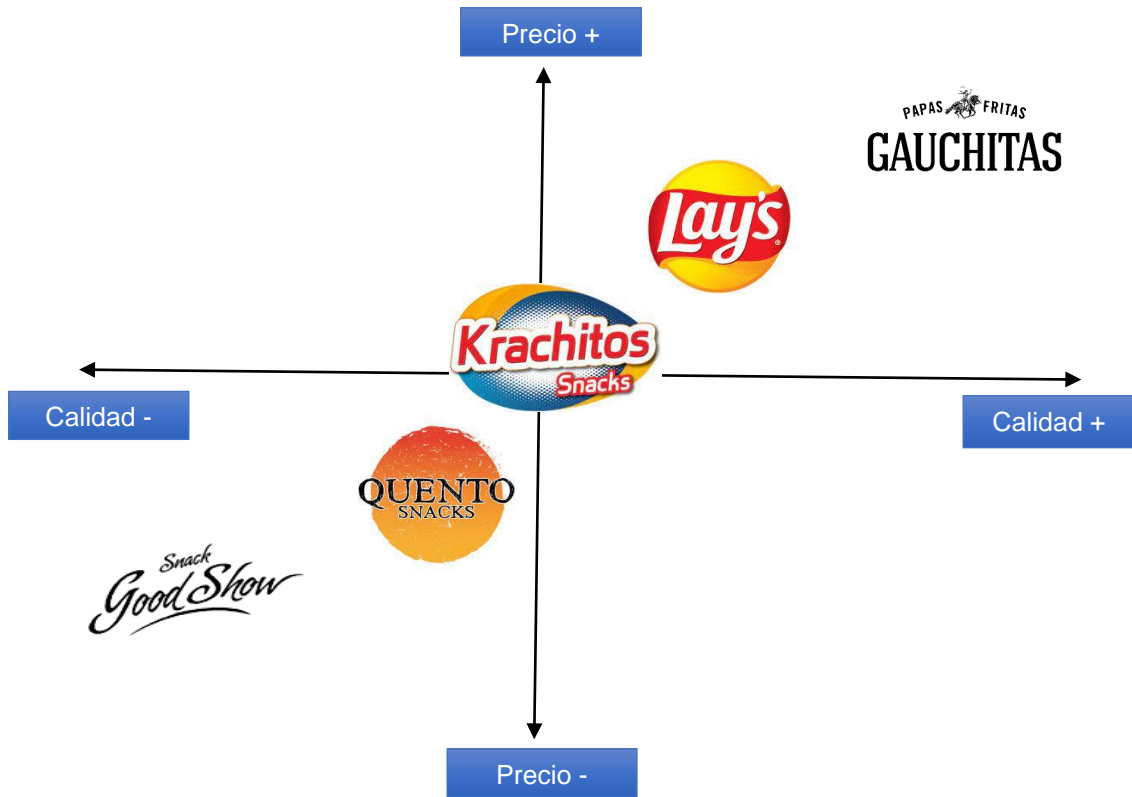 Precio +
PAPAS FRITAS
GAUCHITAS
Lay's
Krachitos
Snacks
Calidad -
Calidad +
QUENTO
SNACKS
Snack
Good Show
Precio -